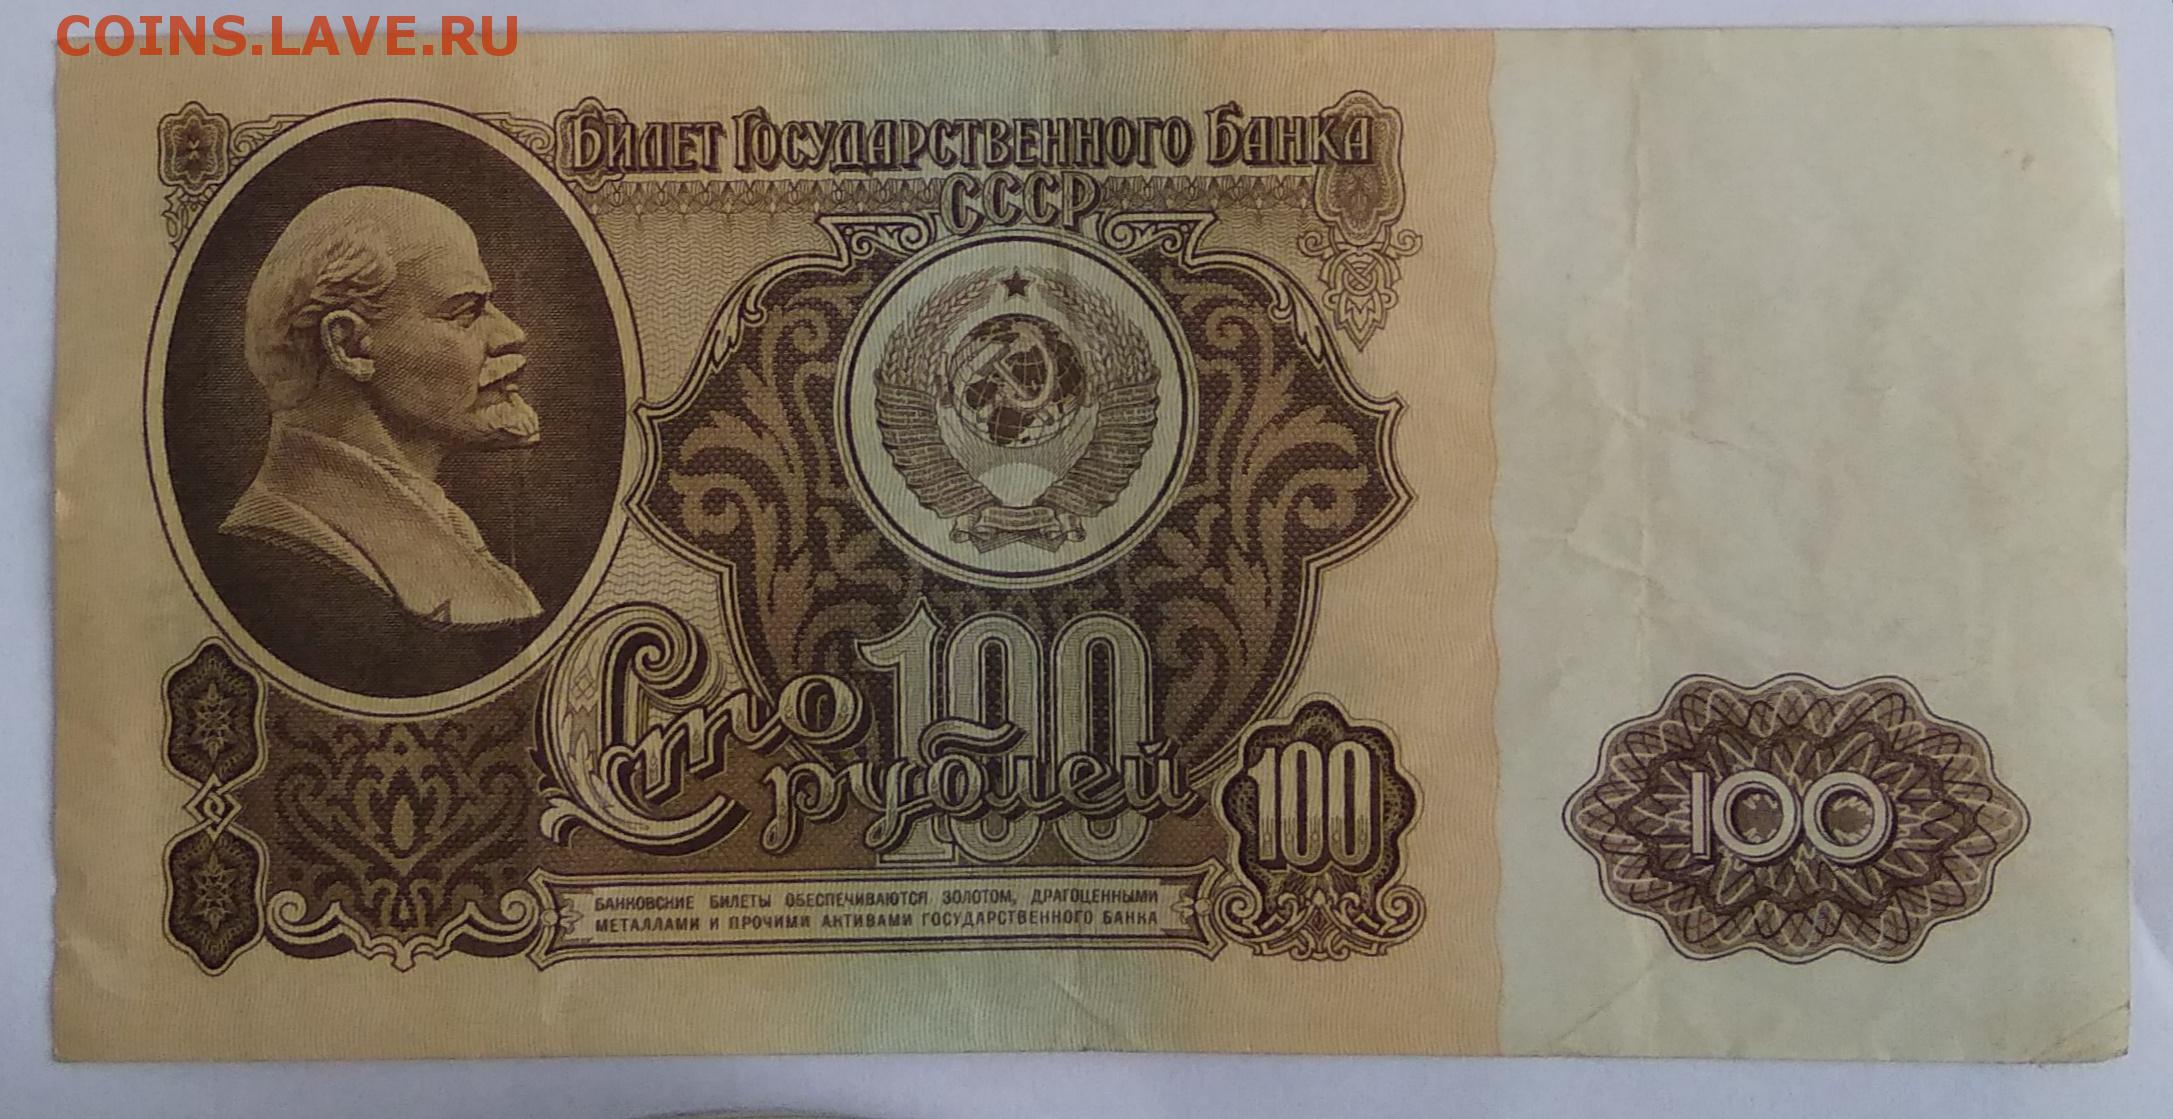 COINS.LAVE.RU
Билет Государственного Банка
СССР
Сто
рублей
100
100
100
БАНКОВСКИЕ БИЛЕТЫ ОБЕСПЕЧИВАЮТСЯ ЗОЛОТОМ, ДРАГОЦЕННЫМИ
МЕТАЛЛАМИ И ПРОЧИМИ АКТИВАМИ ГОСУДАРСТВЕННОГО БАНКА